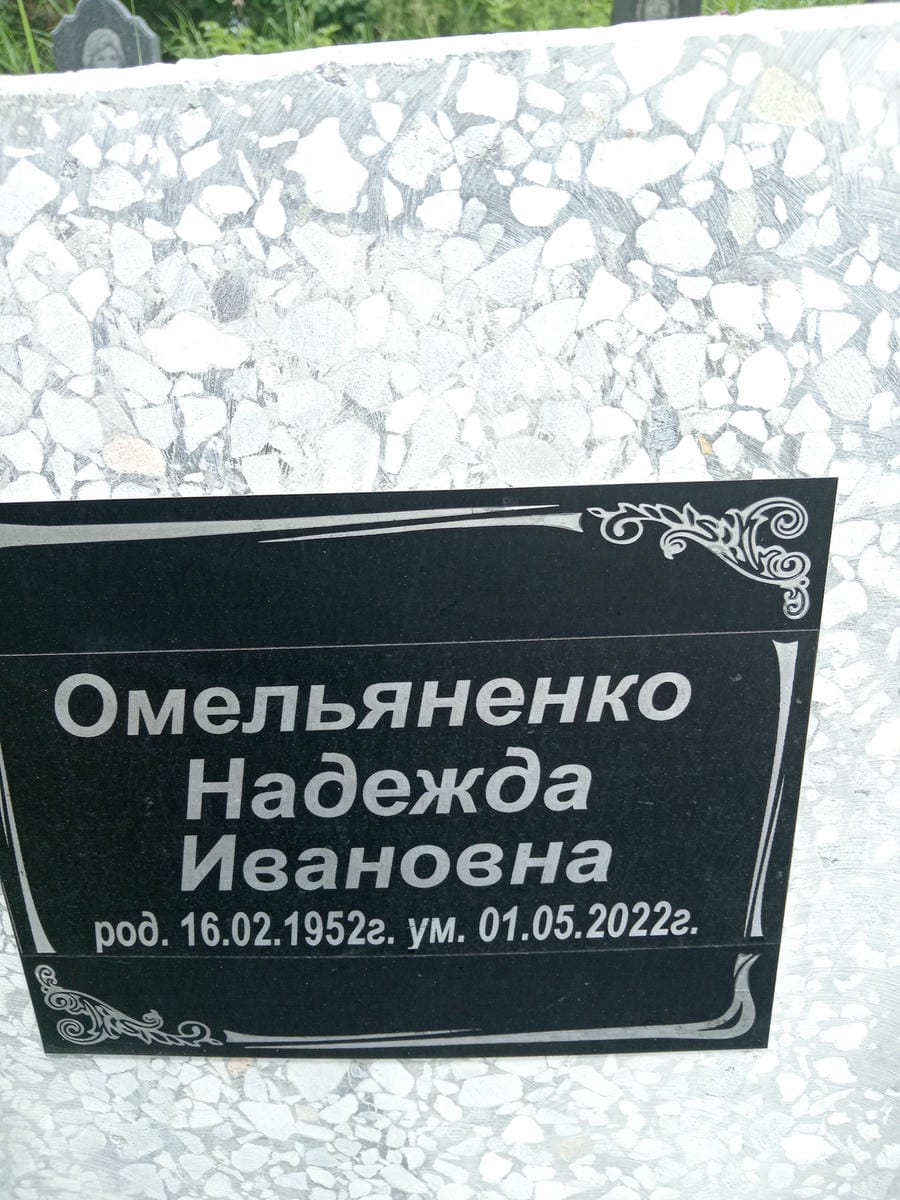 Омельяненко
Надежда
Ивановна
род. 16.02.1952г. ум. 01.05.2022г.